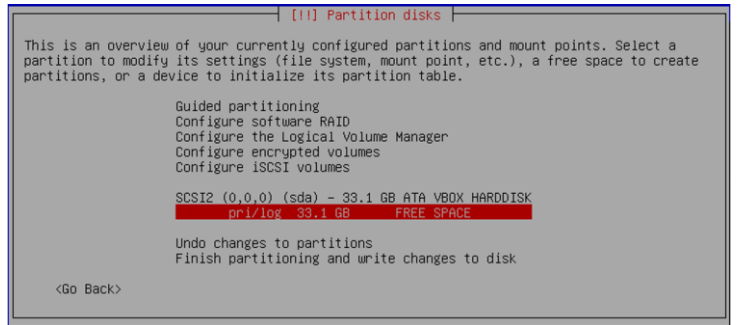 [!!] Partition disks
This is an overview of your currently configured partitions and mount points. Select a
partition to modify its settings (file system, mount point, etc.), a free space to create
partitions, or a device to initialize its partition table.
Guided partitioning
Configure software RAID
Configure the Logical Volume Manager
Configure encrypted volumes
Configure iSCSI volumes
SCSI2 (0,0,0) (sda) - 33.1 GB ATA VBOX HARDDISK
pri/log 33.1 GB FREE SPACE
Undo changes to partitions
Finish partitioning and write changes to disk
<Go Back>